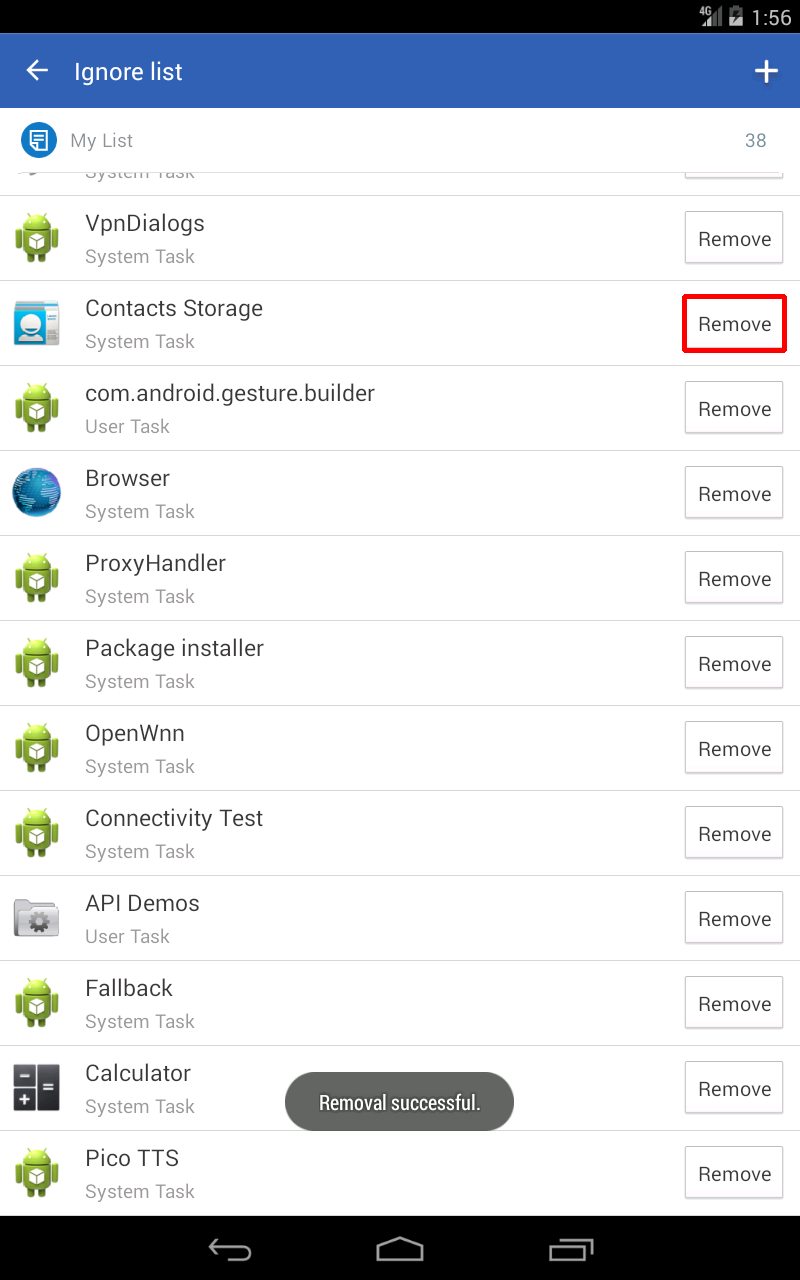 4G 1:56
Ignore list
My List 38
System Task
VpnDialogs
System Task
Remove
Contacts Storage
System Task
Remove
com.android.gesture.builder
User Task
Remove
Browser
System Task
Remove
ProxyHandler
System Task
Remove
Package installer
System Task
Remove
OpenWnn
System Task
Remove
Connectivity Test
System Task
Remove
API Demos
User Task
Remove
Fallback
System Task
Remove
Calculator
System Task
Remove
Removal successful.
Pico TTS
System Task
Remove